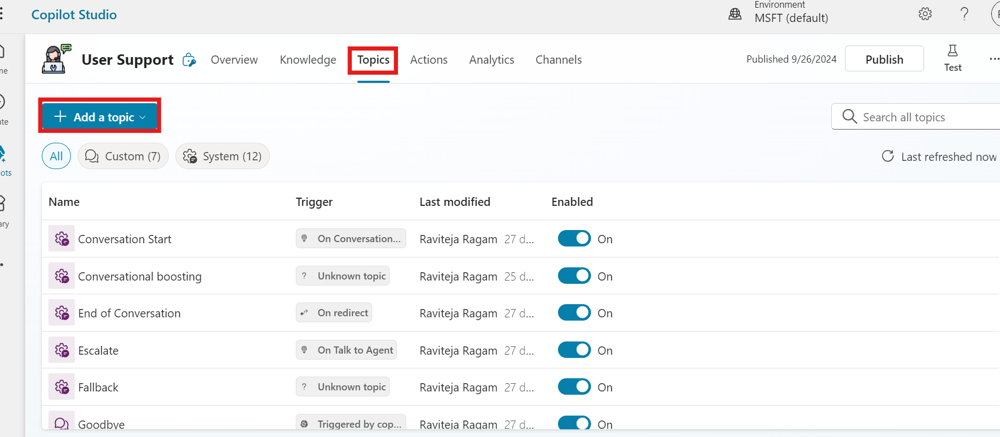 Copilot Studio
Environment
MSFT (default)
User Support
Overview
Knowledge
Topics
Actions
Analytics
Channels
Published 9/26/2024
Publish
Test
Add a topic
Search all topics
All
Custom (7)
System (12)
Last refreshed now
Name Trigger Last modified Enabled
Conversation Start On Conversation... Raviteja Ragam 27 d... On
Conversational boosting ? Unknown topic Raviteja Ragam 25 d... On
End of Conversation On redirect Raviteja Ragam 27 d... On
Escalate On Talk to Agent Raviteja Ragam 27 d... On
Fallback ? Unknown topic Raviteja Ragam 27 d... On
Goodbye Triggered by cop... Raviteja Ragam 27 d... On